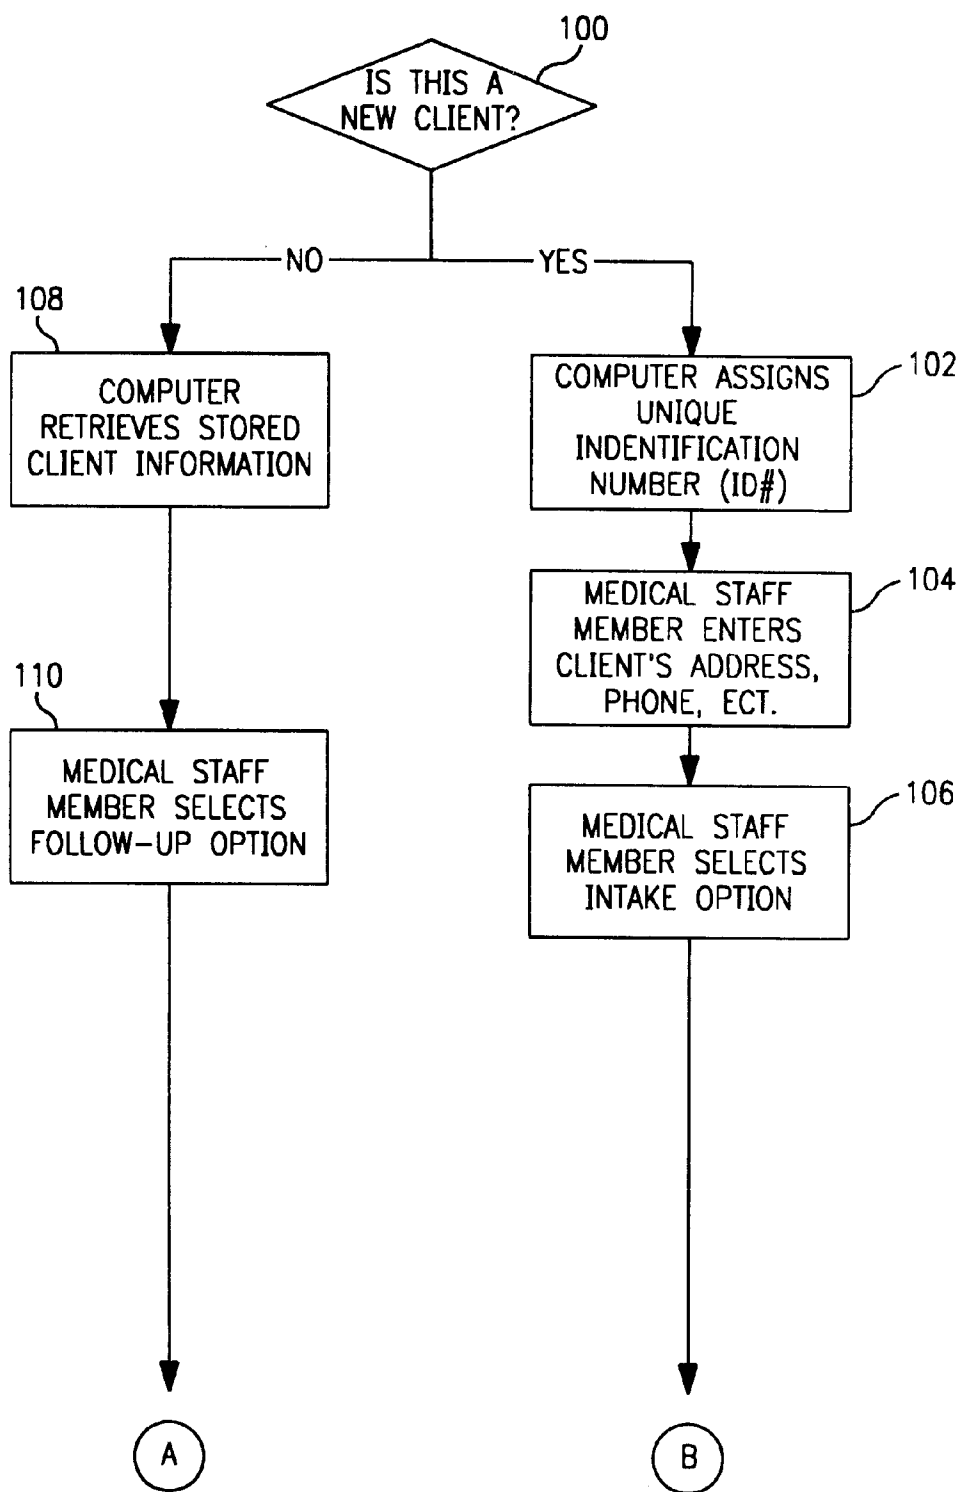 100
IS THIS A
NEW CLIENT?
NO
YES
108
COMPUTER
RETRIEVES STORED
CLIENT INFORMATION
102
COMPUTER ASSIGNS
UNIQUE
INDENTIFICATION
NUMBER (ID#)
104
MEDICAL STAFF
MEMBER ENTERS
CLIENT'S ADDRESS,
PHONE, ECT.
110
MEDICAL STAFF
MEMBER SELECTS
FOLLOW-UP OPTION
106
MEDICAL STAFF
MEMBER SELECTS
INTAKE OPTION
A
B